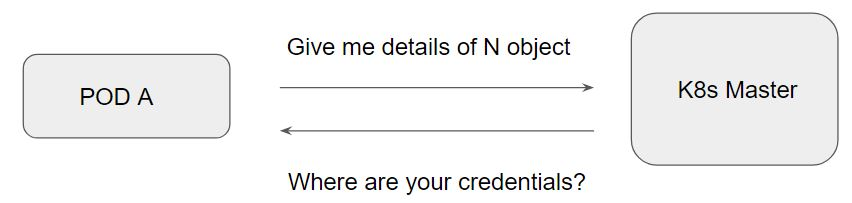 Give me details of N object
POD A
K8s Master
Where are your credentials?